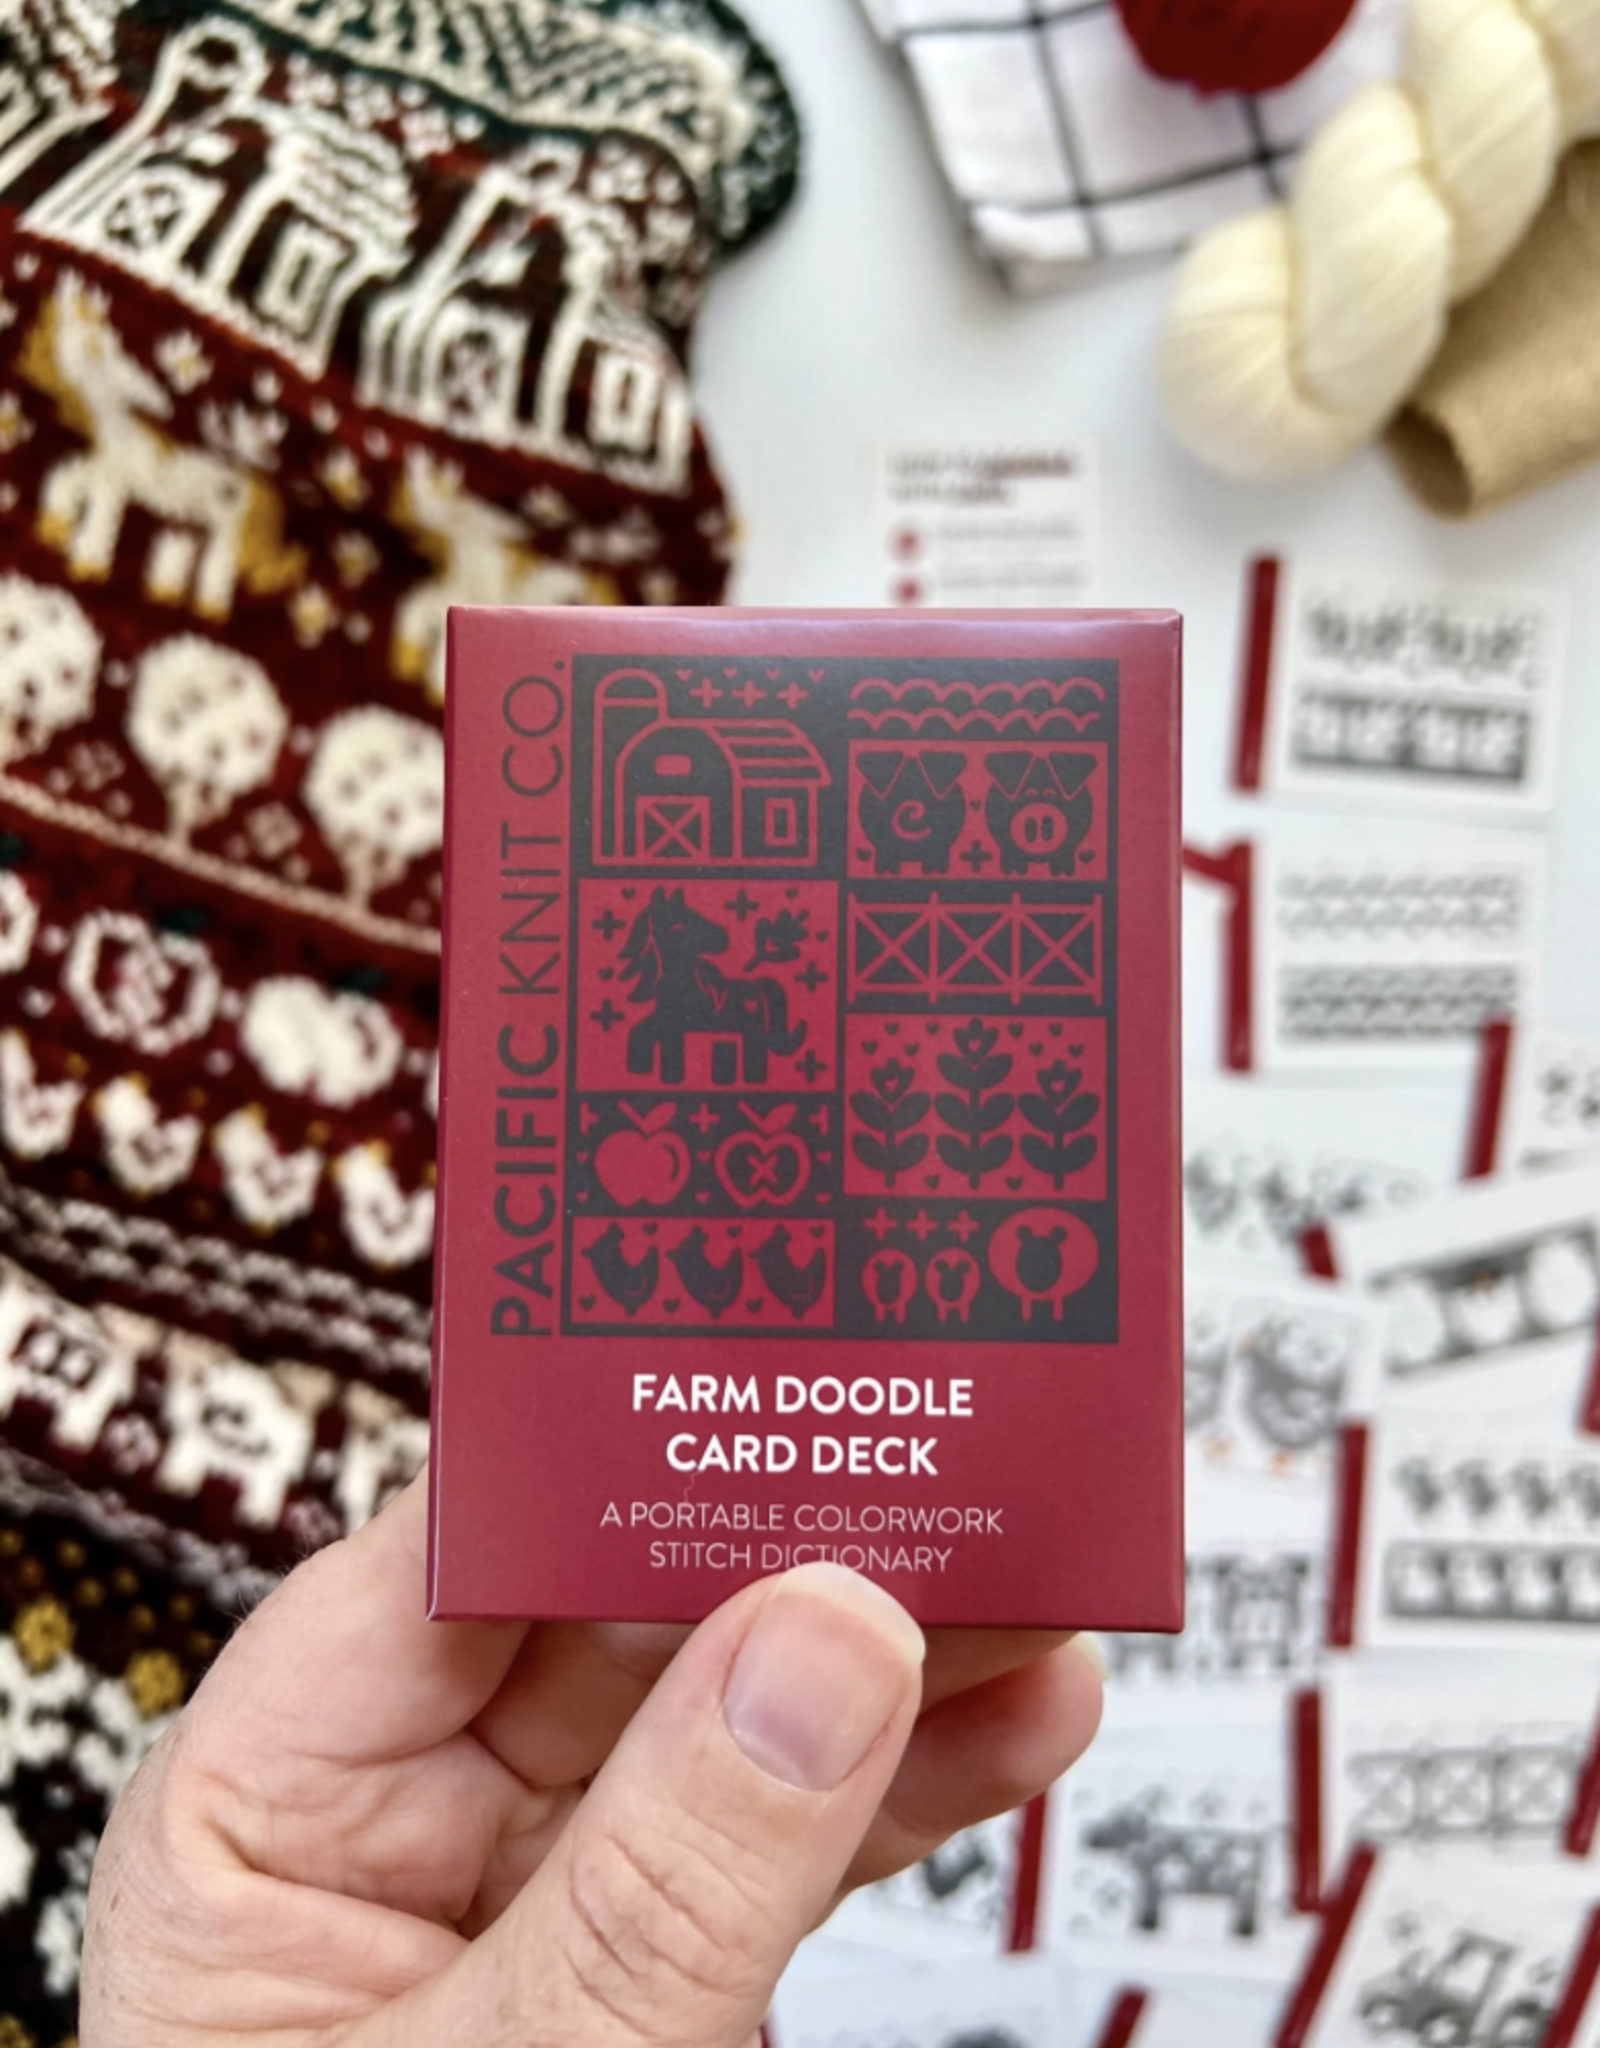 PACIFIC KNIT CO.
FARM DOODLE
CARD DECK
A PORTABLE COLORWORK
STITCH DICTIONARY